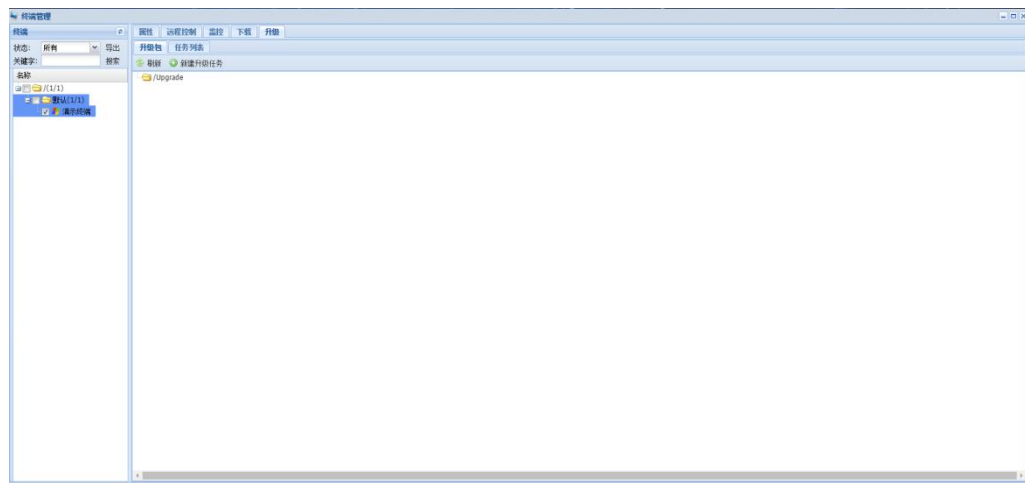 终端管理
终端
状态: 所有 导出
关键字: 搜索
名称
/(1/1)
默认(1/1)
演示终端
属性 远程控制 监控 下载 升级
升级包 任务列表
刷新 新建升级任务
/Upgrade